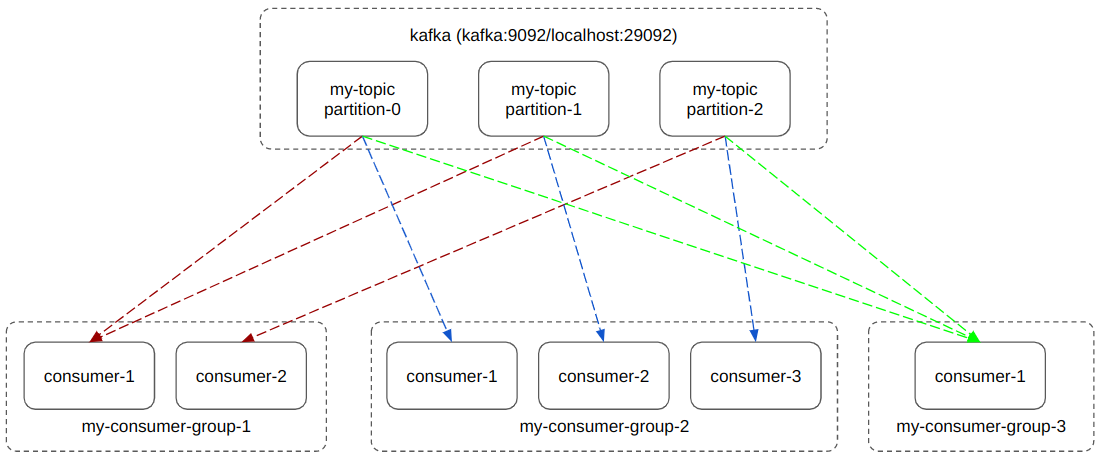 kafka (kafka:9092/localhost:29092)
my-topic
partition-0
my-topic
partition-1
my-topic
partition-2
consumer-1
consumer-2
my-consumer-group-1
consumer-1
consumer-2
consumer-3
my-consumer-group-2
consumer-1
my-consumer-group-3